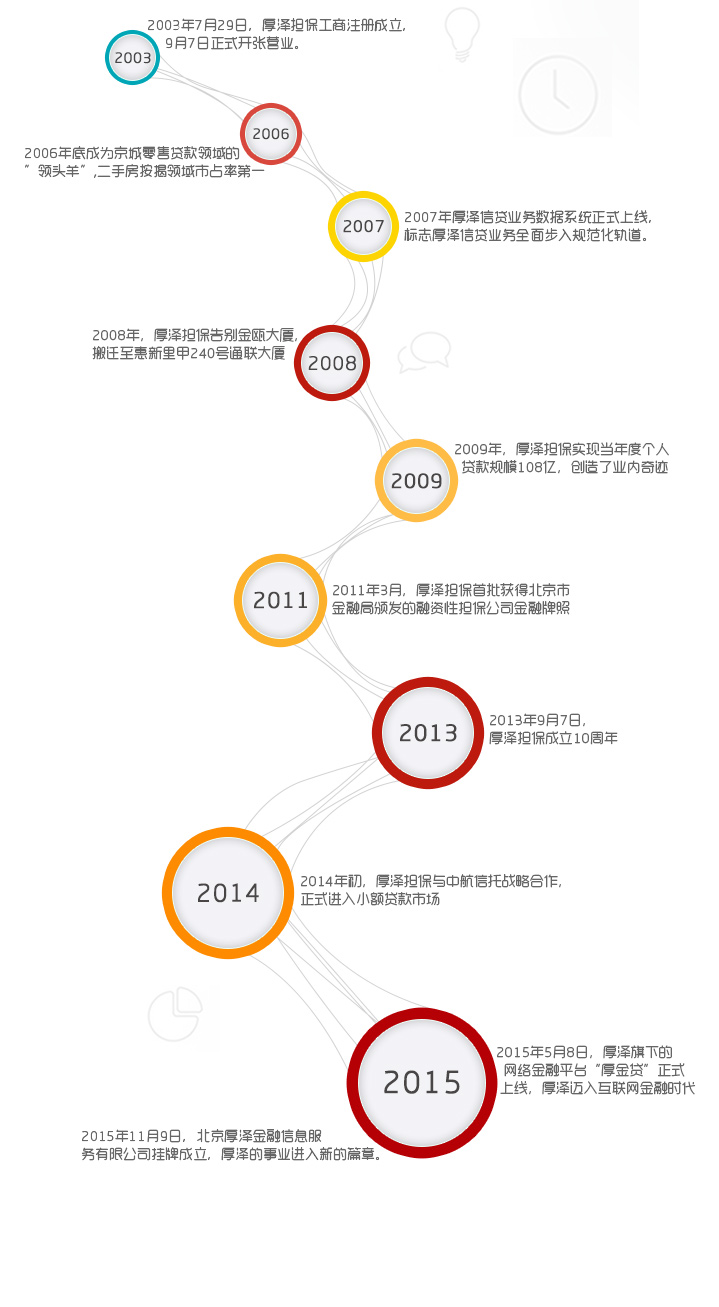 2003年7月29日，厚泽担保工商注册成立，
9月7日正式开张营业。
2003
2006
2006年底成为京城零售贷款领域的
”领头羊”,二手房按揭领域市占率第一
2007
2007年厚泽信贷业务数据系统正式上线，
标志厚泽信贷业务全面步入规范化轨道。
2008年，厚泽担保告别金瓯大厦，
搬迁至惠新里甲240号通联大厦
2008
2009年，厚泽担保实现当年度个人
贷款规模108亿，创造了业内奇迹
2009
2011
2011年3月，厚泽担保首批获得北京市
金融局颁发的融资性担保公司金融牌照
2013
2013年9月7日，
厚泽担保成立10周年
2014
2014年初，厚泽担保与中航信托战略合作，
正式进入小额贷款市场
2015
2015年5月8日，厚泽旗下的
网络金融平台“厚金贷”正式
上线，厚泽迈入互联网金融时代
2015年11月9日，北京厚泽金融信息服
务有限公司挂牌成立，厚泽的事业进入新的篇章。